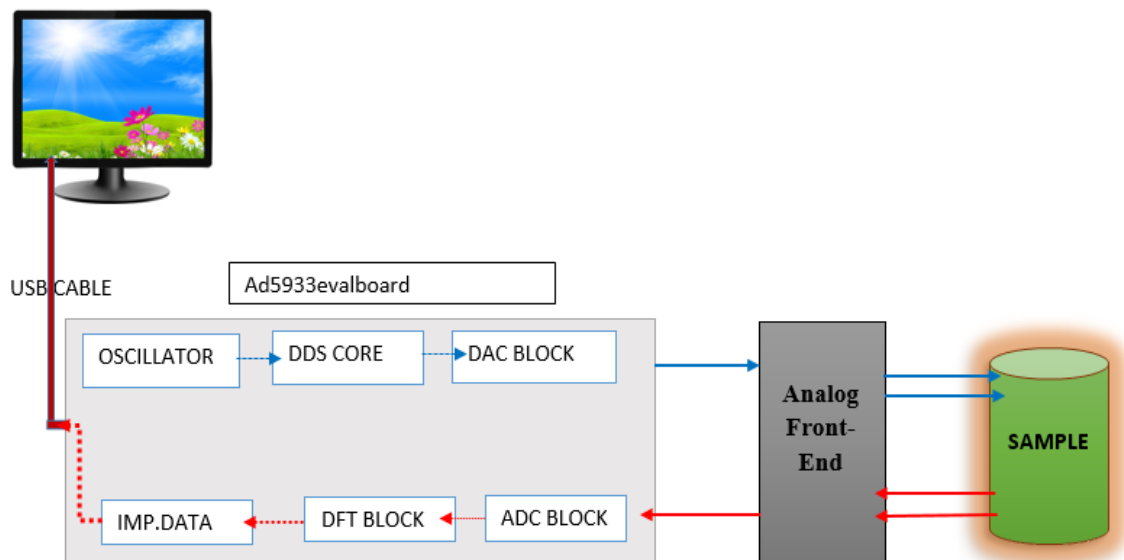 USB CABLE
Ad5933evalboard
OSCILLATOR
DDS CORE
DAC BLOCK
Analog
Front-
End
SAMPLE
IMP.DATA
DFT BLOCK
ADC BLOCK